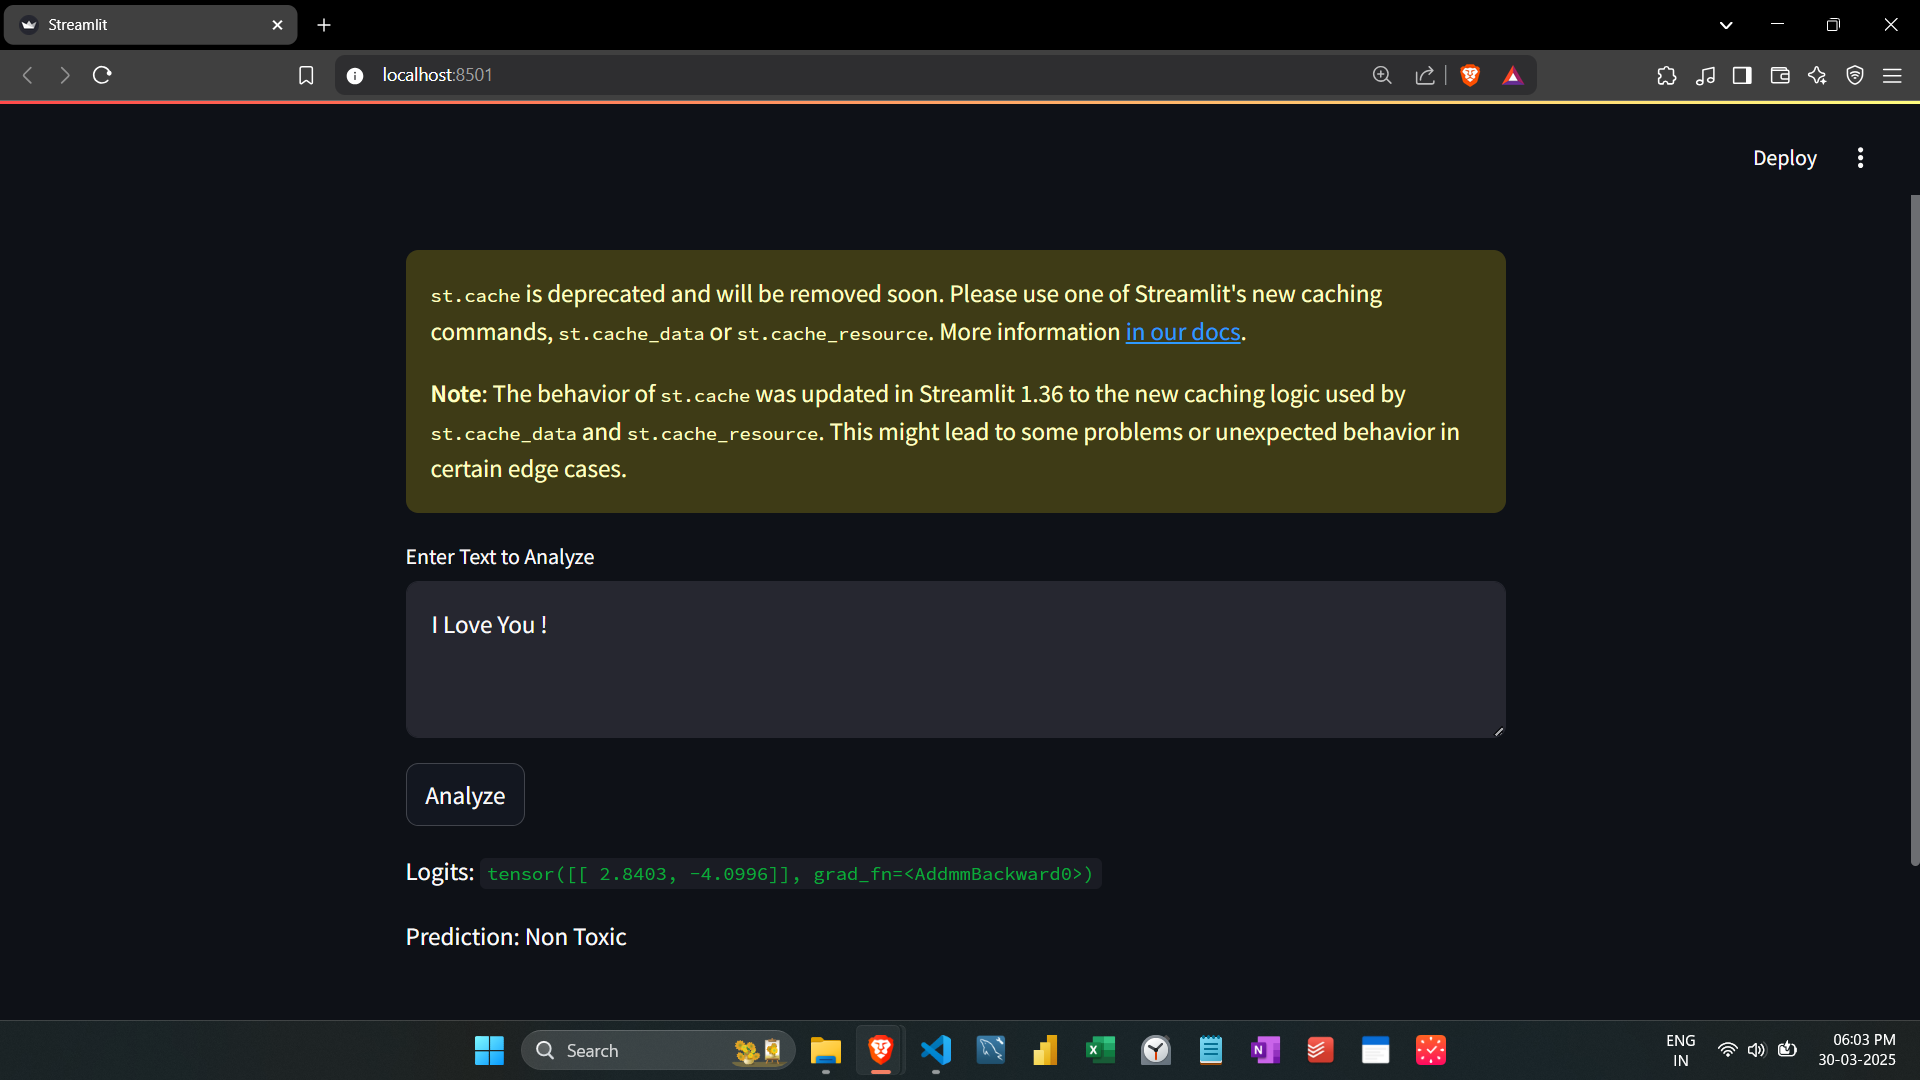 Streamlit
localhost:8501
Deploy
st.cache is deprecated and will be removed soon. Please use one of Streamlit's new caching
commands, st.cache_data or st.cache_resource. More information in our docs.
Note: The behavior of st.cache was updated in Streamlit 1.36 to the new caching logic used by
st.cache_data and st.cache_resource. This might lead to some problems or unexpected behavior in
certain edge cases.
Enter Text to Analyze
I Love You !
Analyze
Logits: tensor([[ 2.8403, -4.0996]], grad_fn=<AddmmBackward0>)
Prediction: Non Toxic
Search
ENG
IN
06:03 PM
30-03-2025